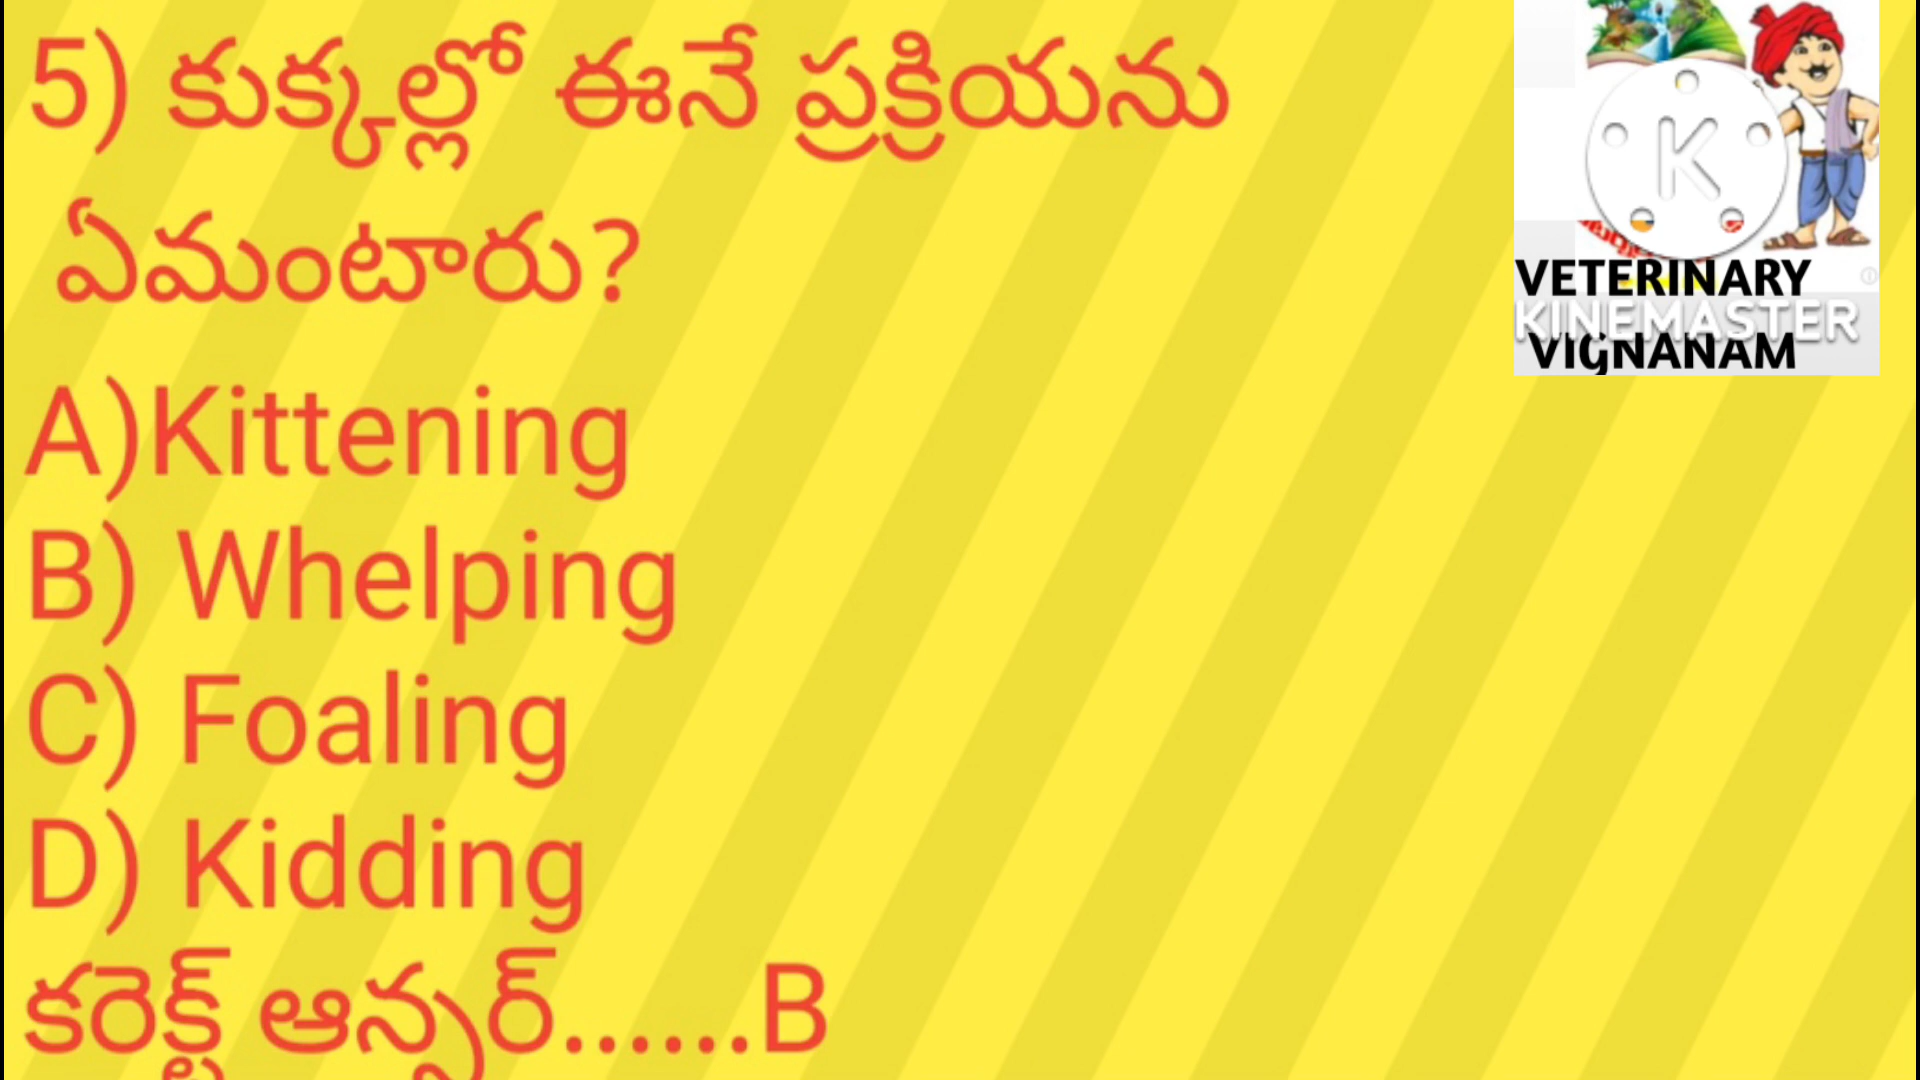 5) కుక్కల్లో ఈనే ప్రక్రియను
ఏమంటారు?
A)Kittening
B) Whelping
C) Foaling
D) Kidding
కరెక్ట్ ఆన్సర్......B
K
VETERINARY
KINEMASTER
VIGNANAM